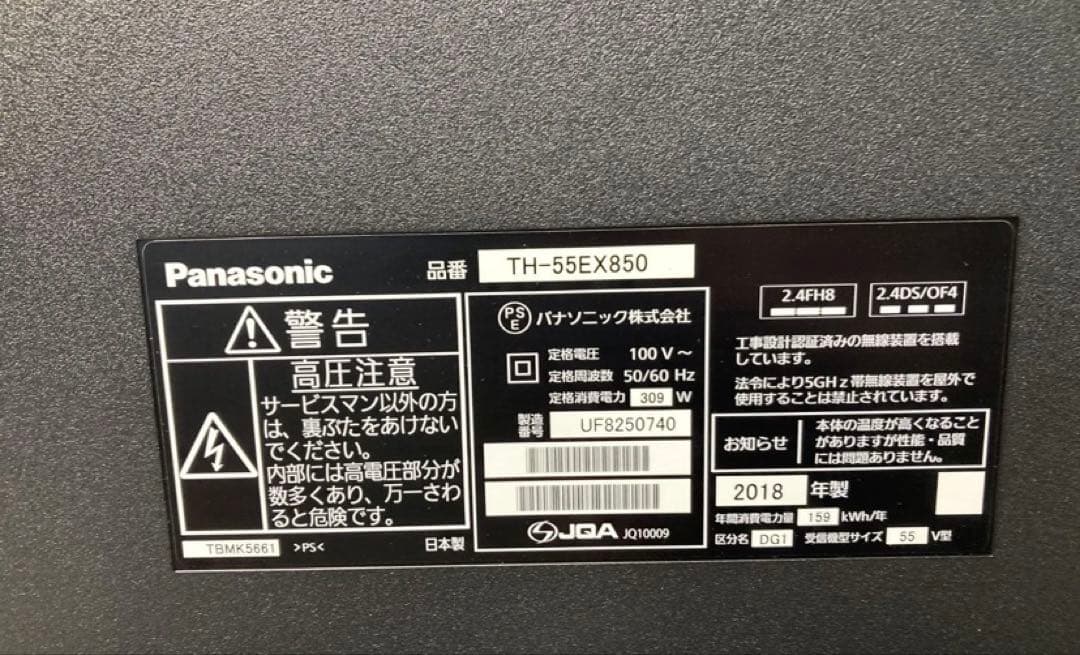 Panasonic
品番 TH-55EX850
警告
高圧注意
サービスマン以外の方
は、裏ぶたをあけない
でください。
内部には高電圧部分が
数多くあり、万一さわ
ると危険です。
TBMK5661 >PS< 日本製
PS
E
パナソニック株式会社
定格電圧 100 V～
定格周波数 50/60 Hz
定格消費電力 309 W
製造
番号 UF8250740
JQA JQ10009
2.4FH8 2.4DS/OF4
工事設計認証済みの無線装置を搭載
しています。
法令により5GHz帯無線装置を屋外で
使用することは禁止されています。
お知らせ
本体の温度が高くなること
がありますが性能・品質
には問題ありません。
2018 年製
年間消費電力量 159 kWh/年
区分名 DG1 受信機型サイズ 55 V型